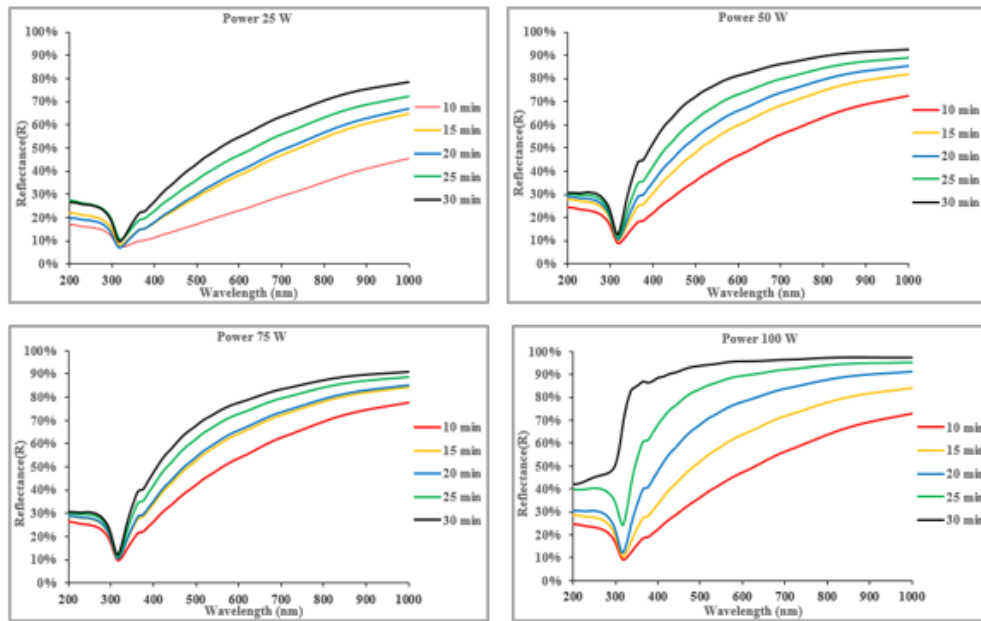 Power 25 W
Reflectance(R)
100%
90%
80%
70%
60%
50%
40%
30%
20%
10%
0%
200 300 400 500 600 700 800 900 1000
Wavelength (nm)
10 min
15 min
20 min
25 min
30 min
Power 50 W
Reflectance(R)
100%
90%
80%
70%
60%
50%
40%
30%
20%
10%
0%
200 300 400 500 600 700 800 900 1000
Wavelength (nm)
10 min
15 min
20 min
25 min
30 min
Power 75 W
Reflectance(R)
100%
90%
80%
70%
60%
50%
40%
30%
20%
10%
0%
200 300 400 500 600 700 800 900 1000
Wavelength (nm)
10 min
15 min
20 min
25 min
30 min
Power 100 W
Reflectance(R)
100%
90%
80%
70%
60%
50%
40%
30%
20%
10%
0%
200 300 400 500 600 700 800 900 1000
Wavelength (nm)
10 min
15 min
20 min
25 min
30 min